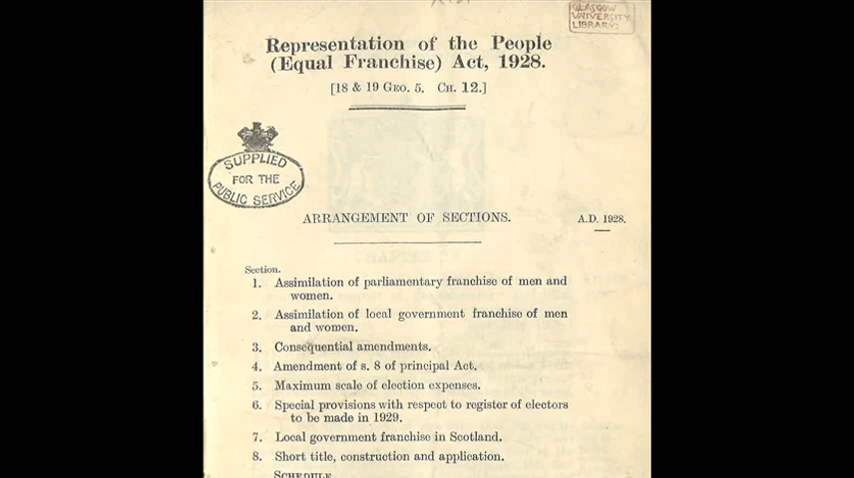 GLASGOW
UNIVERSITY
LIBRARY:
Representation of the People
(Equal Franchise) Act, 1928.
[18 & 19 GEO. 5. CH. 12.]
SUPPLIED
FOR THE
PUBLIC SERVICE
ARRANGEMENT OF SECTIONS.
A.D. 1928.
Section.
1. Assimilation of parliamentary franchise of men and
women.
2. Assimilation of local government franchise of men
and women.
3. Consequential amendments.
4. Amendment of s. 8 of principal Act.
5. Maximum scale of election expenses.
6. Special provisions with respect to register of electors
to be made in 1929.
7. Local government franchise in Scotland.
8. Short title, construction and application.
SCHEDULE.